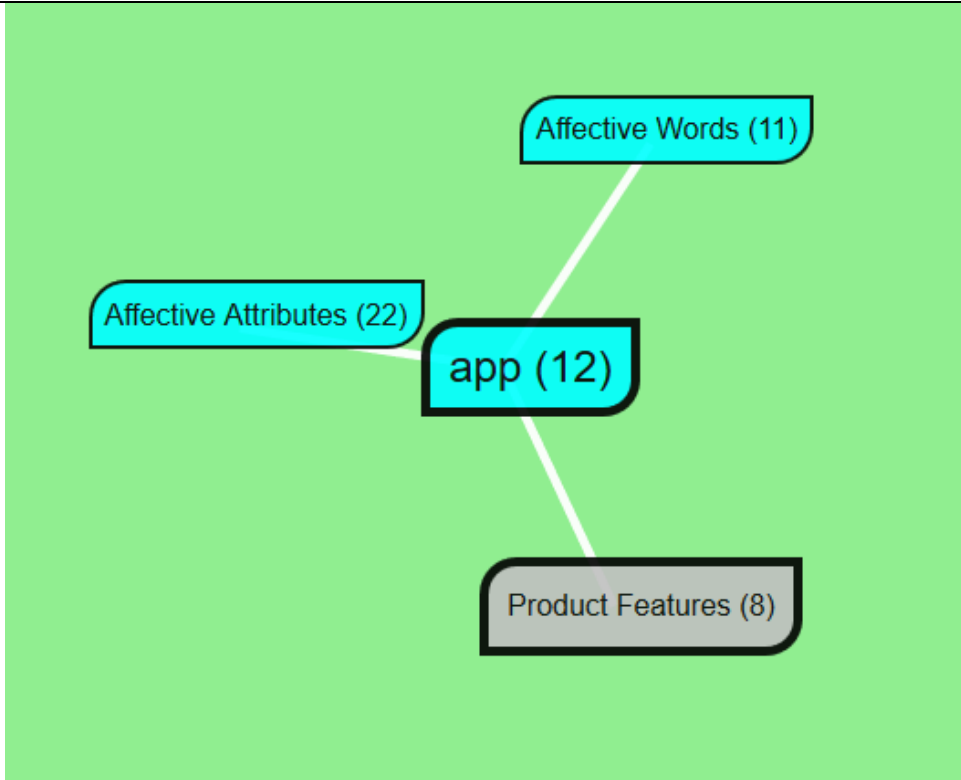 Affective Words (11)
Affective Attributes (22)
app (12)
Product Features (8)